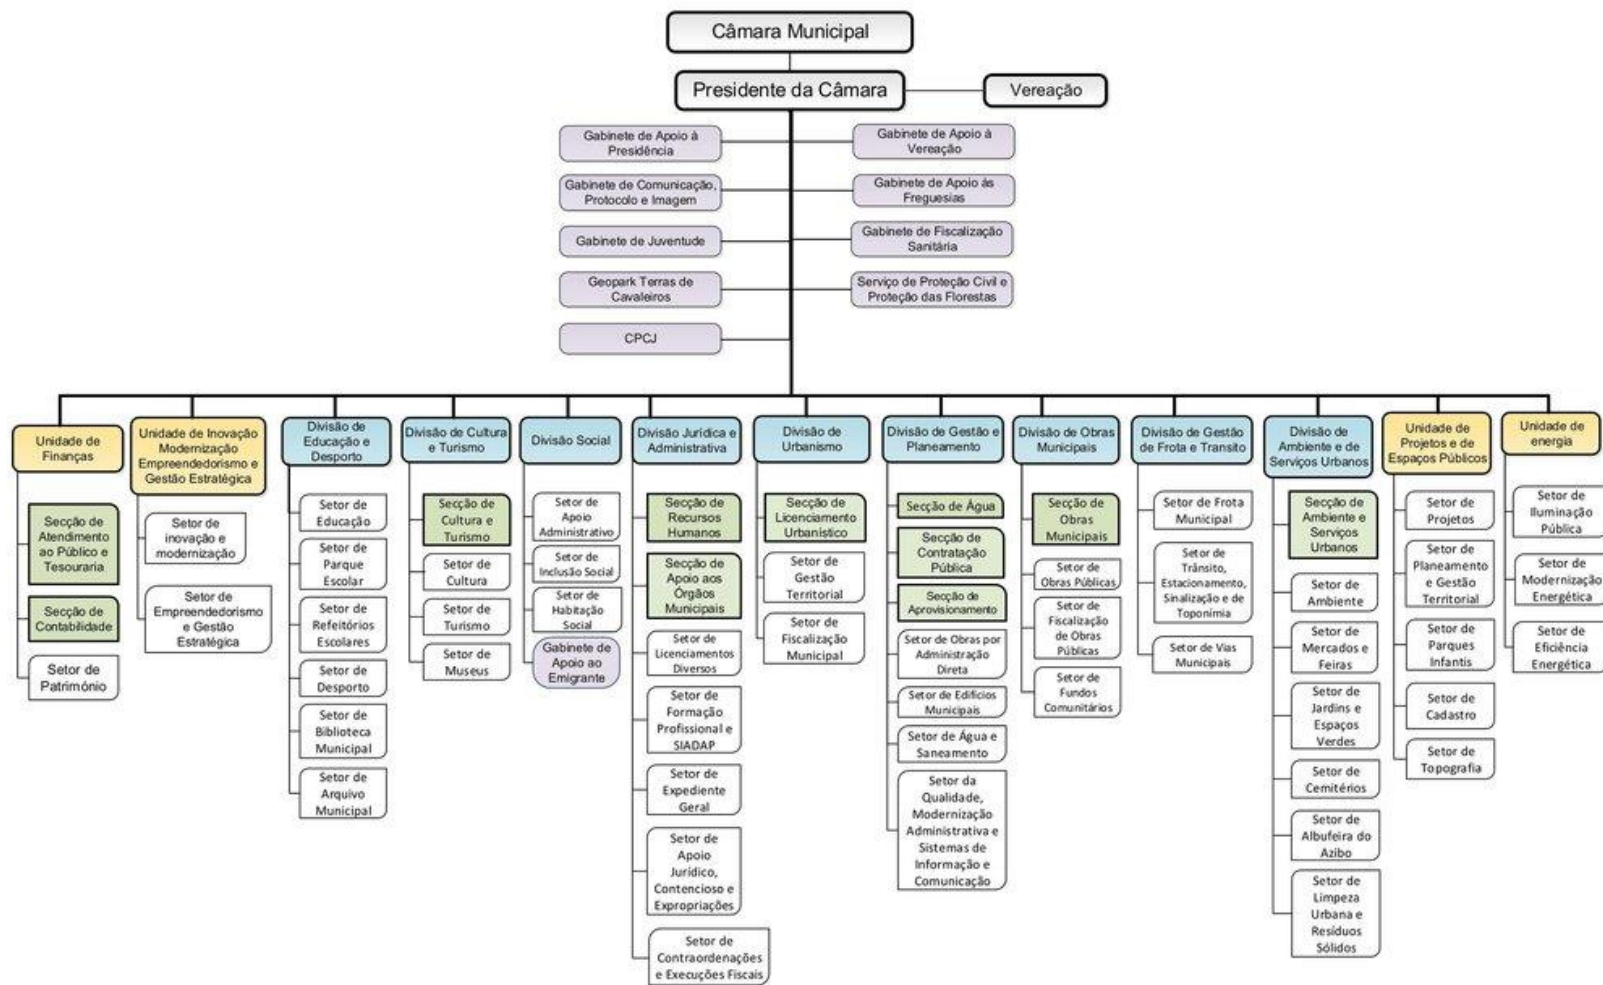 Câmara Municipal
Presidente da Câmara
Vereação
Gabinete de Apoio à
Presidência
Gabinete de Apoio à
Vereação
Gabinete de Comunicação,
Protocolo e Imagem
Gabinete de Apoio ás
Freguesias
Gabinete de Juventude
Gabinete de Fiscalização
Sanitária
Geopark Terras de
Cavaleiros
Serviço de Proteção Civil e
Proteção das Florestas
CPCJ
Unidade de
Finanças
Secção de
Atendimento
ao Público e
Tesouraria
Secção de
Contabilidade
Setor de
Património
Unidade de Inovação
Modernização
Empreendedorismo e
Gestão Estratégica
Setor de
inovação e
modernização
Setor de
Empreendedorismo
e Gestão
Estratégica
Divisão de
Educação e
Desporto
Setor de
Educação
Setor de
Parque
Escolar
Setor de
Refeitórios
Escolares
Setor de
Desporto
Setor de
Biblioteca
Municipal
Setor de
Arquivo
Municipal
Divisão de Cultura
e Turismo
Secção de
Cultura e
Turismo
Setor de
Cultura
Setor de
Turismo
Setor de
Museus
Divisão Social
Setor de
Apoio
Administrativo
Setor de
Inclusão Social
Setor de
Habitação
Social
Gabinete de
Apoio ao
Emigrante
Divisão Jurídica e
Administrativa
Secção de
Recursos
Humanos
Secção de
Apoio aos
Órgãos
Municipais
Setor de
Licenciamentos
Diversos
Setor de
Formação
Profissional e
SIADAP
Setor de
Expediente
Geral
Setor de
Apoio
Jurídico,
Contencioso e
Expropriações
Setor de
Contraordenações
e Execuções Fiscais
Divisão de
Urbanismo
Secção de
Licenciamento
Urbanístico
Setor de
Gestão
Territorial
Setor de
Fiscalização
Municipal
Divisão de Gestão e
Planeamento
Secção de Água
Secção de
Contratação
Pública
Secção de
Aprovisionamento
Setor de Obras por
Administração
Direta
Setor de Edifícios
Municipais
Setor de Água e
Saneamento
Setor da
Qualidade,
Modernização
Administrativa e
Sistemas de
Informação e
Comunicação
Divisão de Obras
Municipais
Secção de
Obras
Municipais
Setor de
Obras Públicas
Setor de
Fiscalização
de Obras
Públicas
Setor de
Fundos
Comunitários
Divisão de Gestão
de Frota e Transito
Setor de Frota
Municipal
Setor de
Trânsito,
Estacionamento,
Sinalização e de
Toponímia
Setor de Vias
Municipais
Divisão de
Ambiente e de
Serviços Urbanos
Secção de
Ambiente e
Serviços
Urbanos
Setor de
Ambiente
Setor de
Mercados e
Feiras
Setor de
Jardins e
Espaços
Verdes
Setor de
Cemitérios
Setor de
Albufeira do
Azibo
Setor de
Limpeza
Urbana e
Resíduos
Sólidos
Unidade de
Projetos e de
Espaços Públicos
Setor de
Projetos
Setor de
Planeamento
e Gestão
Territorial
Setor de
Parques
Infantis
Setor de
Cadastro
Setor de
Topografia
Unidade de
energia
Setor de
Iluminação
Pública
Setor de
Modernização
Energética
Setor de
Eficiência
Energética